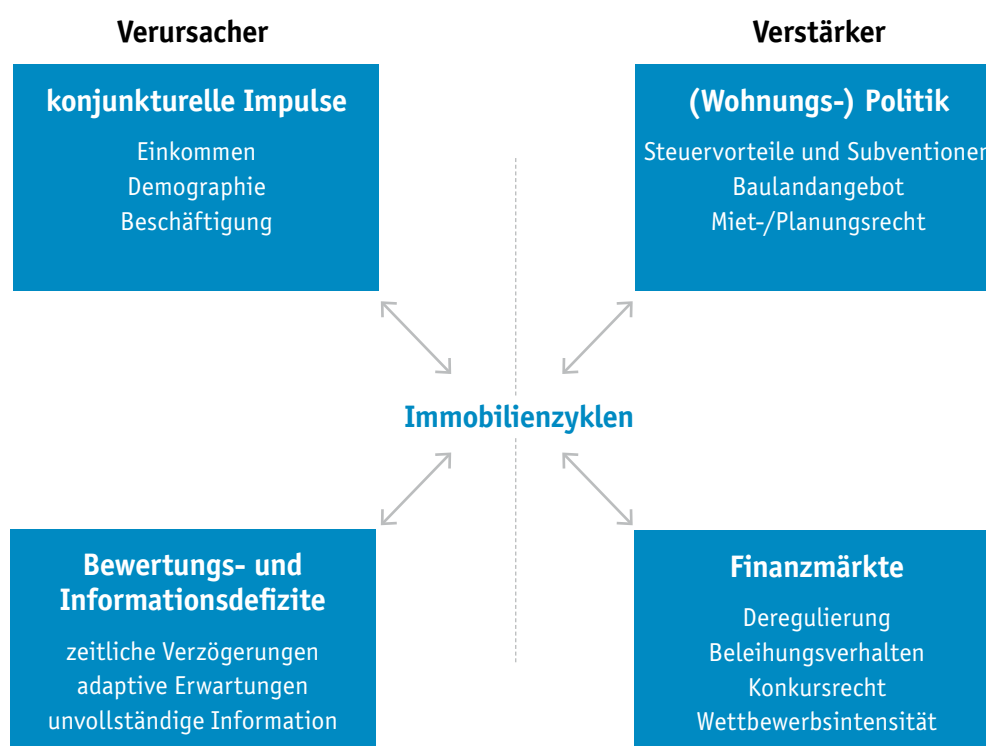 Verursacher
konjunkturelle Impulse
Einkommen
Demographie
Beschäftigung
Verstärker
(Wohnungs-) Politik
Steuervorteile und Subventionen
Baulandangebot
Miet-/Planungsrecht
Immobilienzyklen
Bewertungs- und
Informationsdefizite
zeitliche Verzögerungen
adaptive Erwartungen
unvollständige Information
Finanzmärkte
Deregulierung
Beleihungsverhalten
Konkursrecht
Wettbewerbsintensität